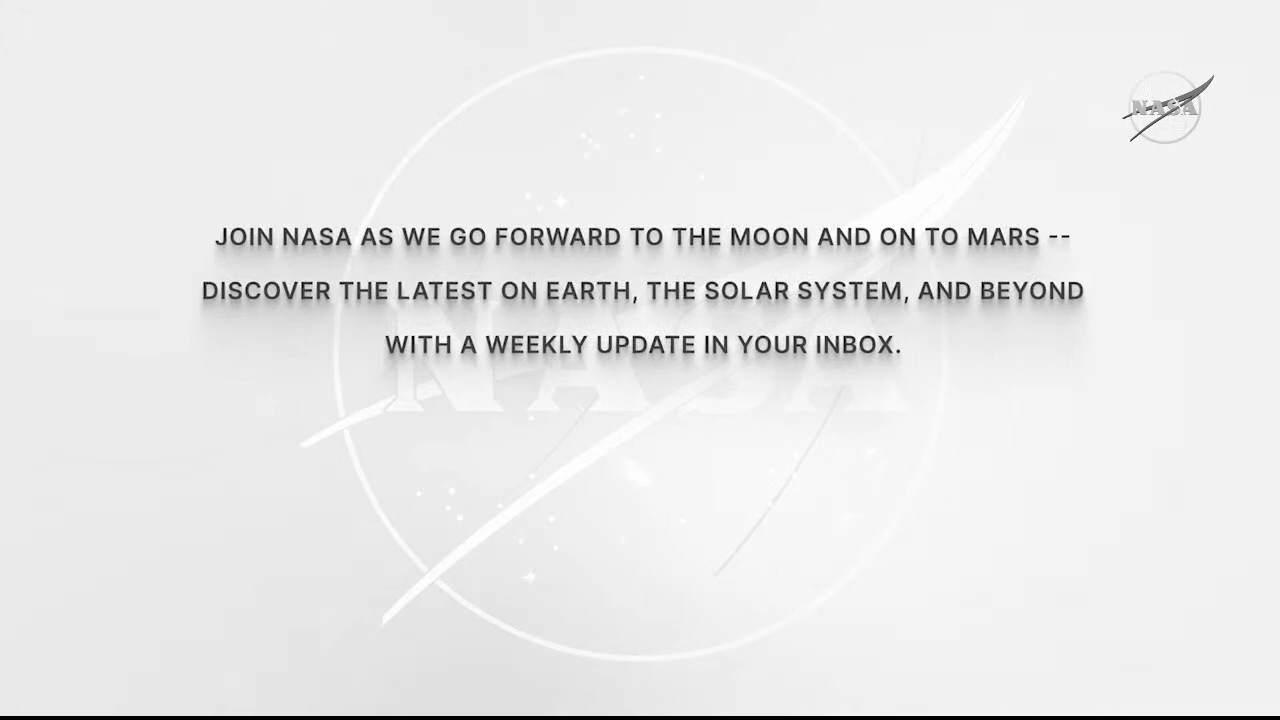 NASA
JOIN NASA AS WE GO FORWARD TO THE MOON AND ON TO MARS --
DISCOVER THE LATEST ON EARTH, THE SOLAR SYSTEM, AND BEYOND
WITH A WEEKLY UPDATE IN YOUR INBOX.
NASA